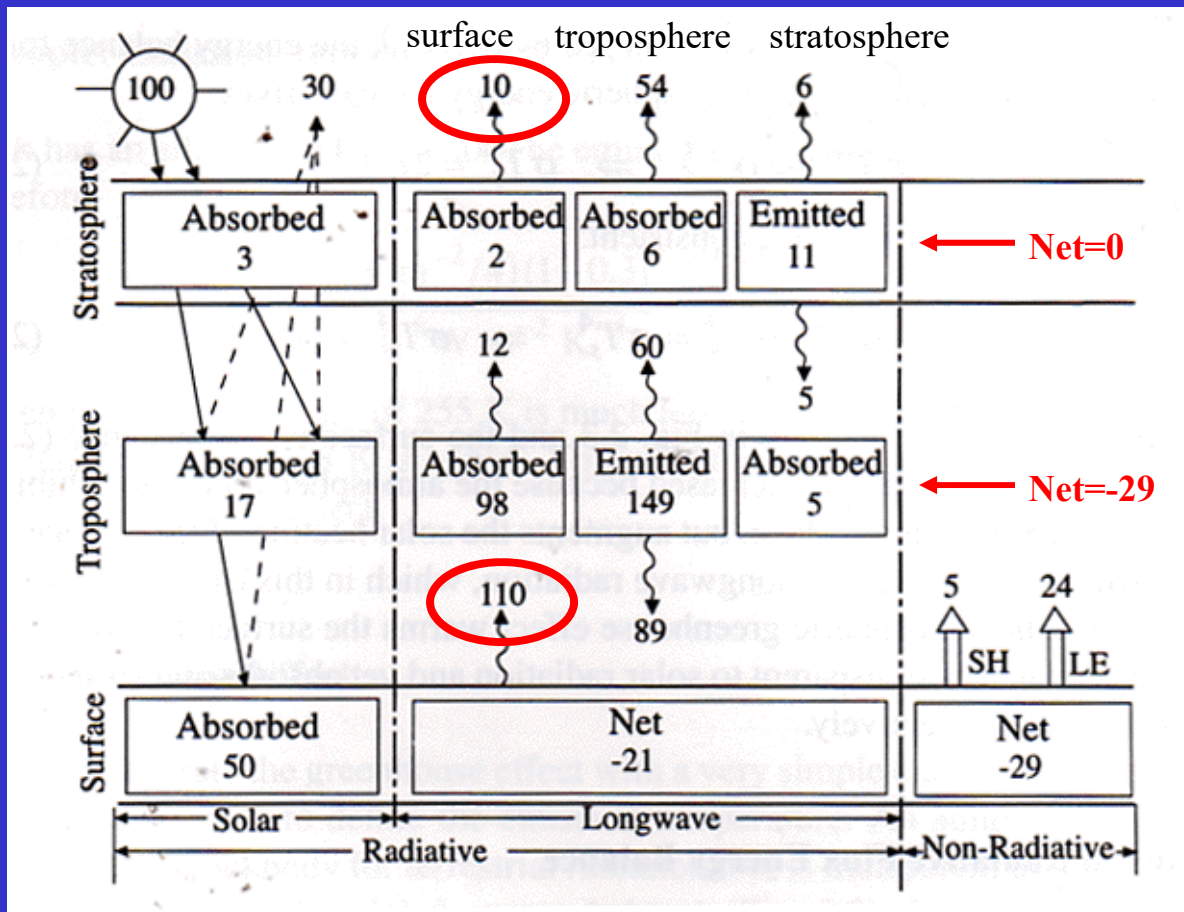 surface troposphere stratosphere
100 30 10 54 6
Stratosphere
Absorbed Absorbed Absorbed Emitted
3 2 6 11
Net=0
12 60
5
Troposphere
Absorbed Absorbed Emitted Absorbed
17 98 149 5
Net=-29
110 5 24
89
SH LE
Surface
Absorbed Net Net
50 -21 -29
Solar Longwave
Radiative Non-Radiative